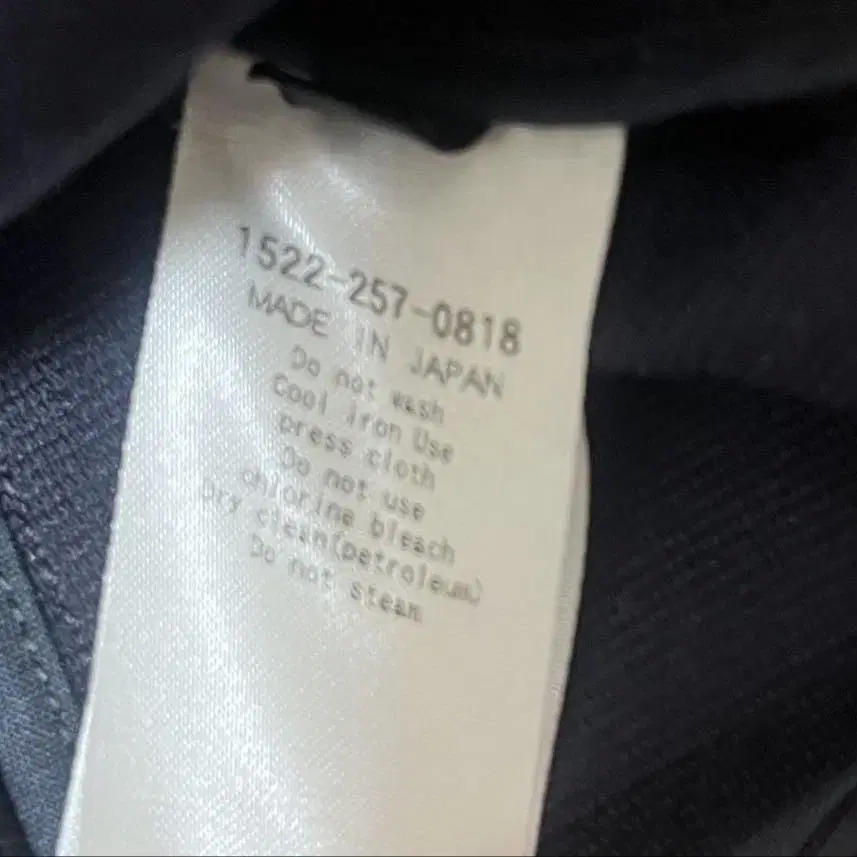 1522-257-0818
MADE IN JAPAN
Do not wash
Cool iron Use
press cloth
Do not use
chlorine bleach
Dry clean(petroleum)
Do not steam